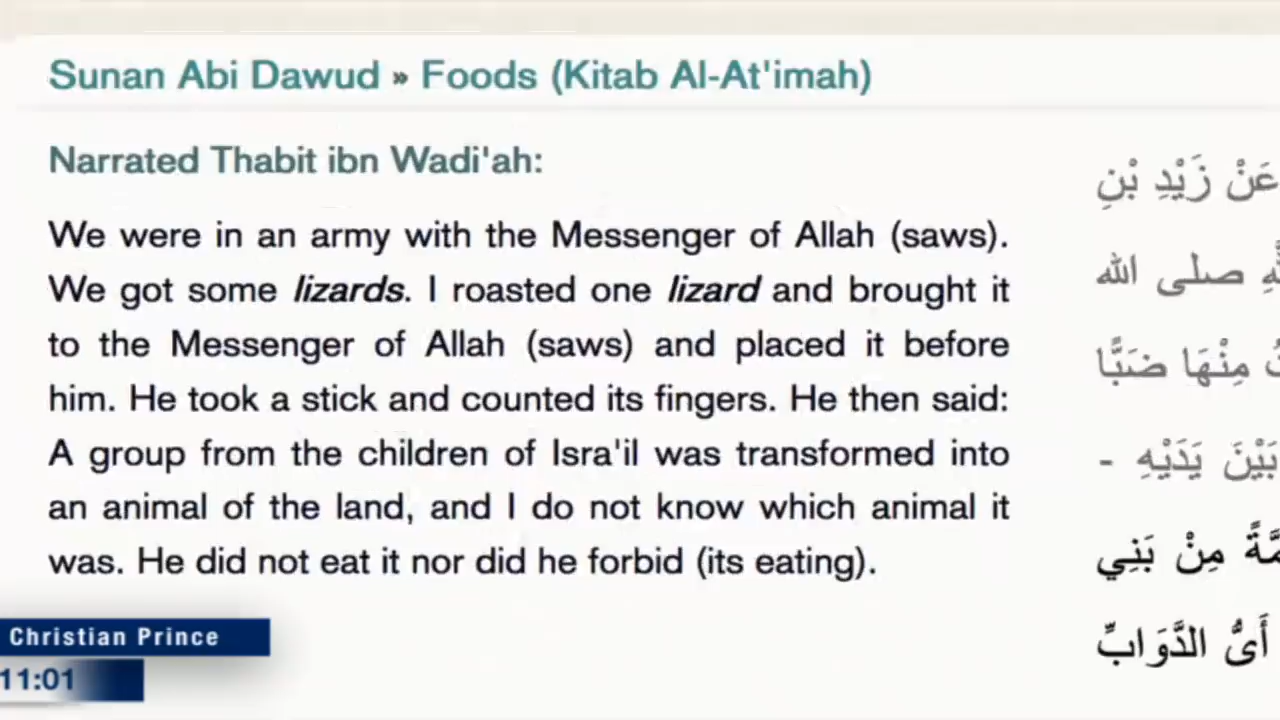 Sunan Abi Dawud » Foods (Kitab Al-At'imah)
Narrated Thabit ibn Wadi'ah:
We were in an army with the Messenger of Allah (saws).
We got some lizards. I roasted one lizard and brought it
to the Messenger of Allah (saws) and placed it before
him. He took a stick and counted its fingers. He then said:
A group from the children of Isra'il was transformed into
an animal of the land, and I do not know which animal it
was. He did not eat it nor did he forbid (its eating).
عَنْ زَيْدِ بْنِ
صلى الله
مِنْهَا ضَبًّا
بَيْنَ يَدَيْهِ -
مِنْ بَنِي
أَىُّ الدَّوَابِّ
Christian Prince
11:01